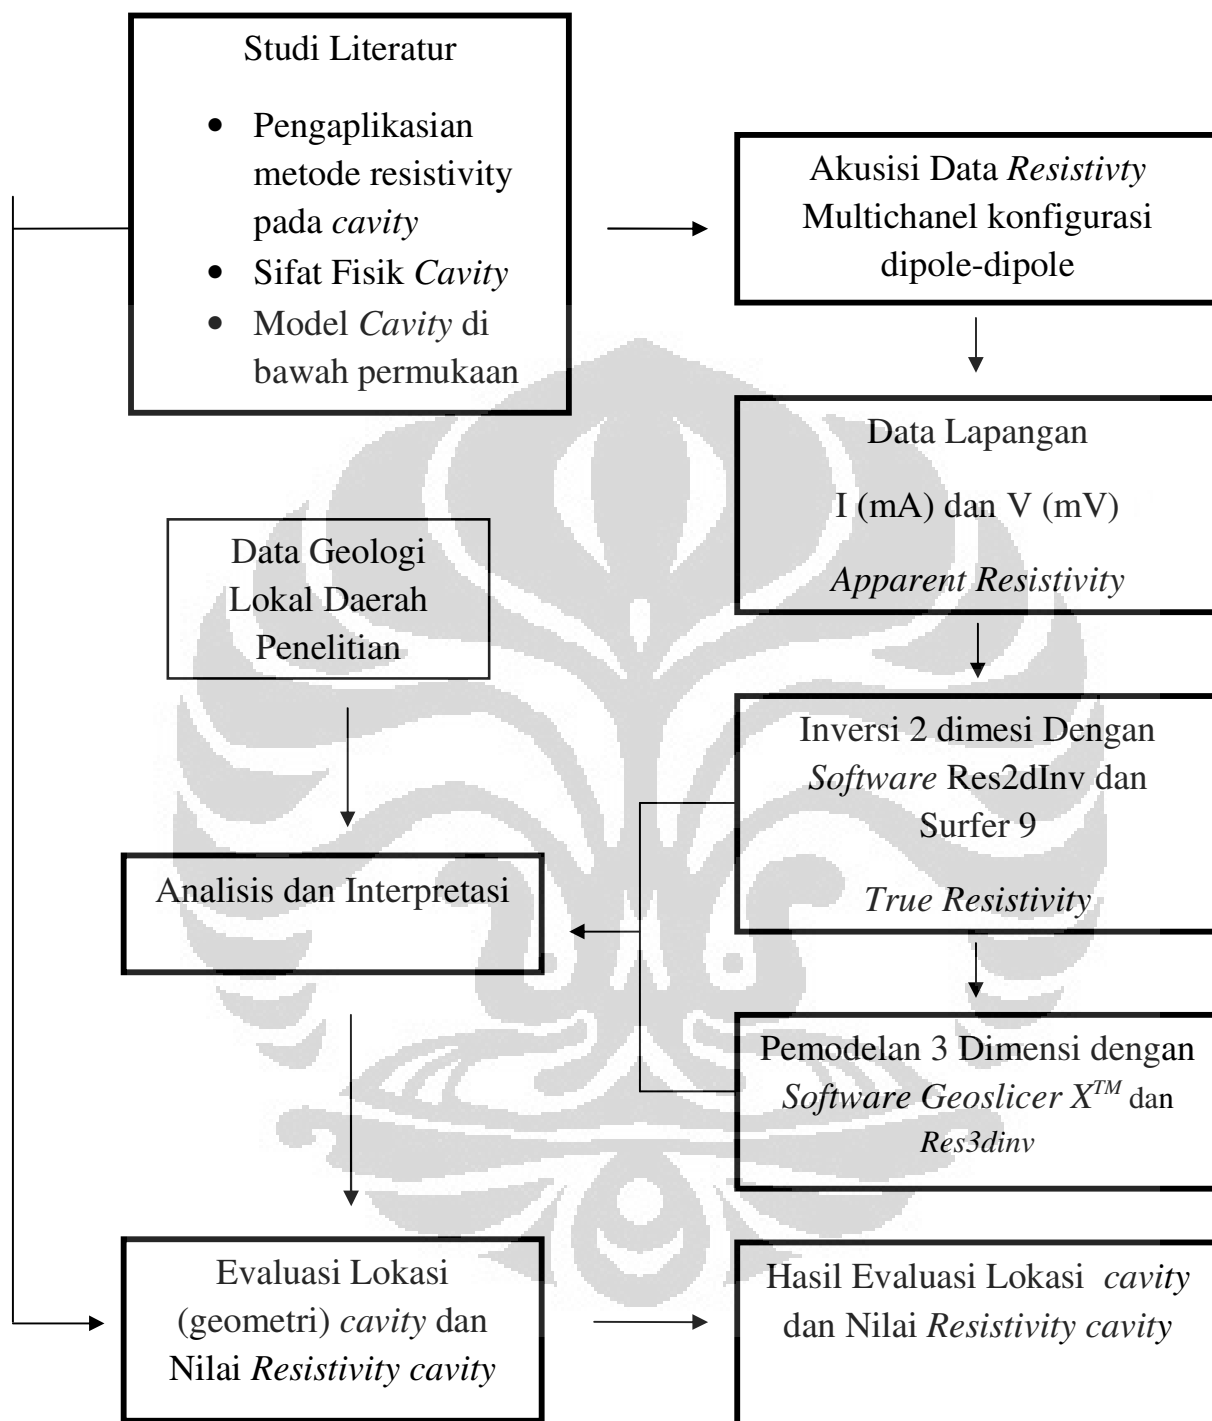 Studi Literatur
• Pengaplikasian
metode resistivity
pada cavity
• Sifat Fisik Cavity
• Model Cavity di
bawah permukaan
Akusisi Data Resistivty
Multichanel konfigurasi
dipole-dipole
Data Lapangan
I (mA) dan V (mV)
Apparent Resistivity
Data Geologi
Lokal Daerah
Penelitian
Inversi 2 dimesi Dengan
Software Res2dInv dan
Surfer 9
True Resistivity
Analisis dan Interpretasi
Pemodelan 3 Dimensi dengan
Software Geoslicer X™ dan
Res3dinv
Evaluasi Lokasi
(geometri) cavity dan
Nilai Resistivity cavity
Hasil Evaluasi Lokasi cavity
dan Nilai Resistivity cavity